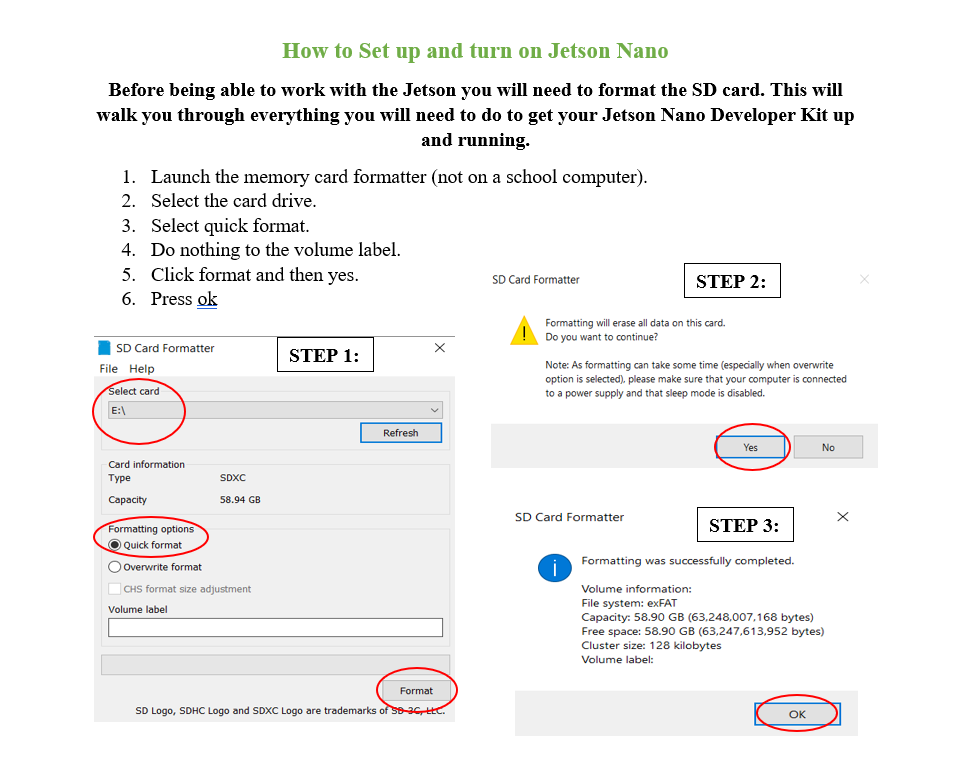 How to Set up and turn on Jetson Nano
Before being able to work with the Jetson you will need to format the SD card. This will
walk you through everything you will need to do to get your Jetson Nano Developer Kit up
and running.
1. Launch the memory card formatter (not on a school computer).
2. Select the card drive.
3. Select quick format.
4. Do nothing to the volume label.
5. Click format and then yes.
6. Press ok
STEP 1:
SD Card Formatter
File Help
Select card
E:\
Refresh
Card information
Type SDXC
Capacity 58.94 GB
Formatting options
Quick format
Overwrite format
CHS format size adjustment
Volume label
Format
SD Logo, SDHC Logo and SDXC Logo are trademarks of SD-3C, LLC.
STEP 2:
SD Card Formatter
Formatting will erase all data on this card.
Do you want to continue?
Note: As formatting can take some time (especially when overwrite
option is selected), please make sure that your computer is connected
to a power supply and that sleep mode is disabled.
Yes No
STEP 3:
SD Card Formatter
Formatting was successfully completed.
Volume information:
File system: exFAT
Capacity: 58.90 GB (63,248,007,168 bytes)
Free space: 58.90 GB (63,247,613,952 bytes)
Cluster size: 128 kilobytes
Volume label:
OK